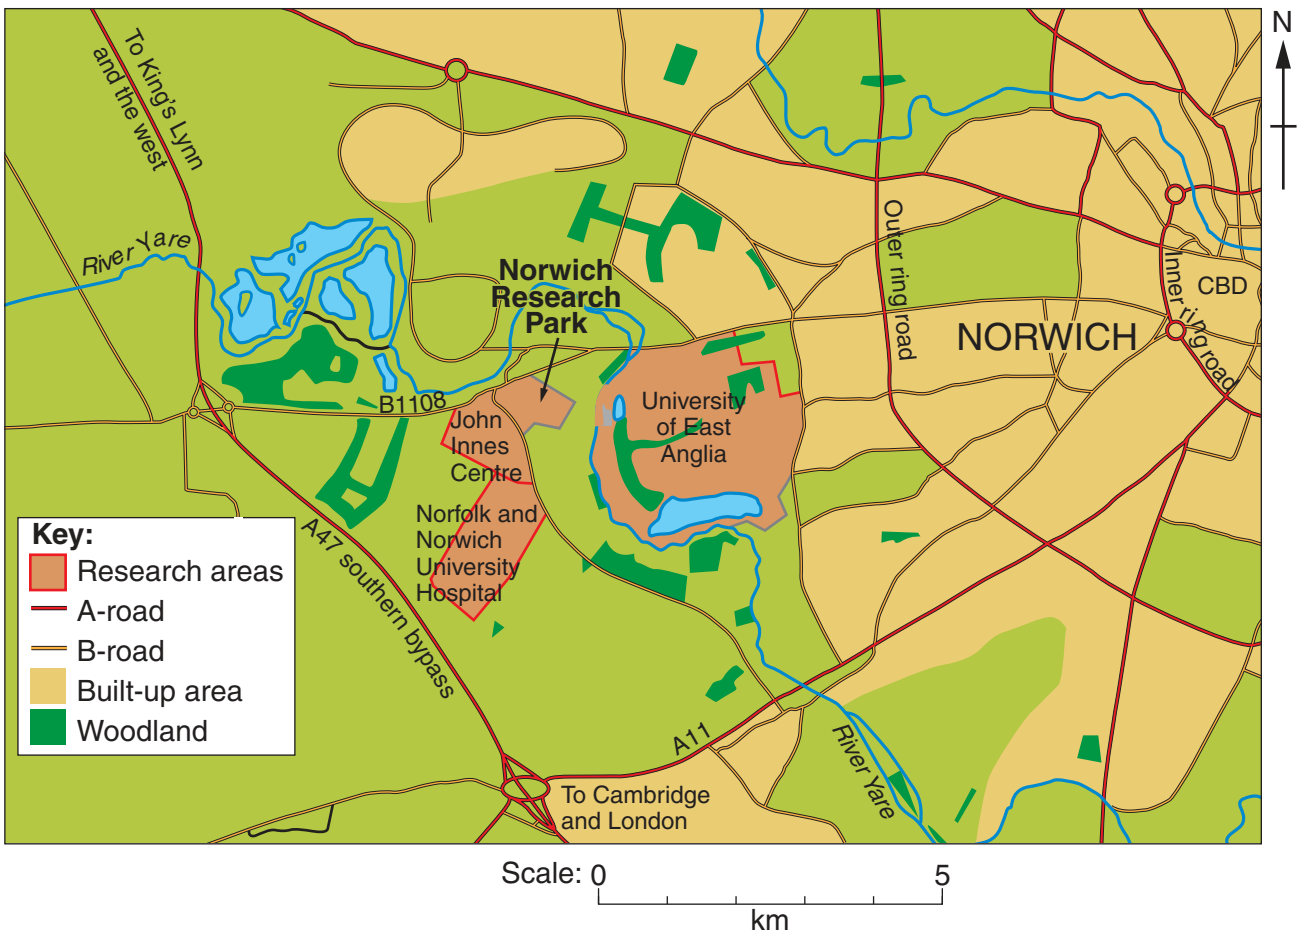 N
To King's Lynn
and the west
River Yare
Norwich
Research
Park
Outer ring road
Inner ring road
CBD
NORWICH
B1108
John
Innes
Centre
University
of East
Anglia
Norfolk and
Norwich
University
Hospital
A47 southern bypass
A11
River Yare
To Cambridge
and London
Key:
Research areas
A-road
B-road
Built-up area
Woodland
Scale: 0 5
km